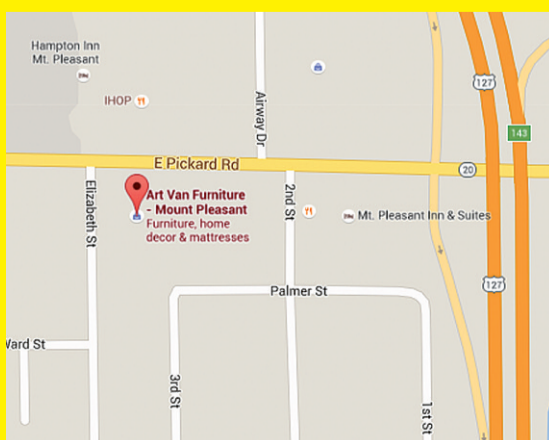 Hampton Inn
Mt. Pleasant
127
IHOP
Airway Dr
143
E Pickard Rd
20
Elizabeth St
Art Van Furniture
- Mount Pleasant
Furniture, home
decor & mattresses
2nd St
Mt. Pleasant Inn & Suites
127
Palmer St
Ward St
3rd St
1st St